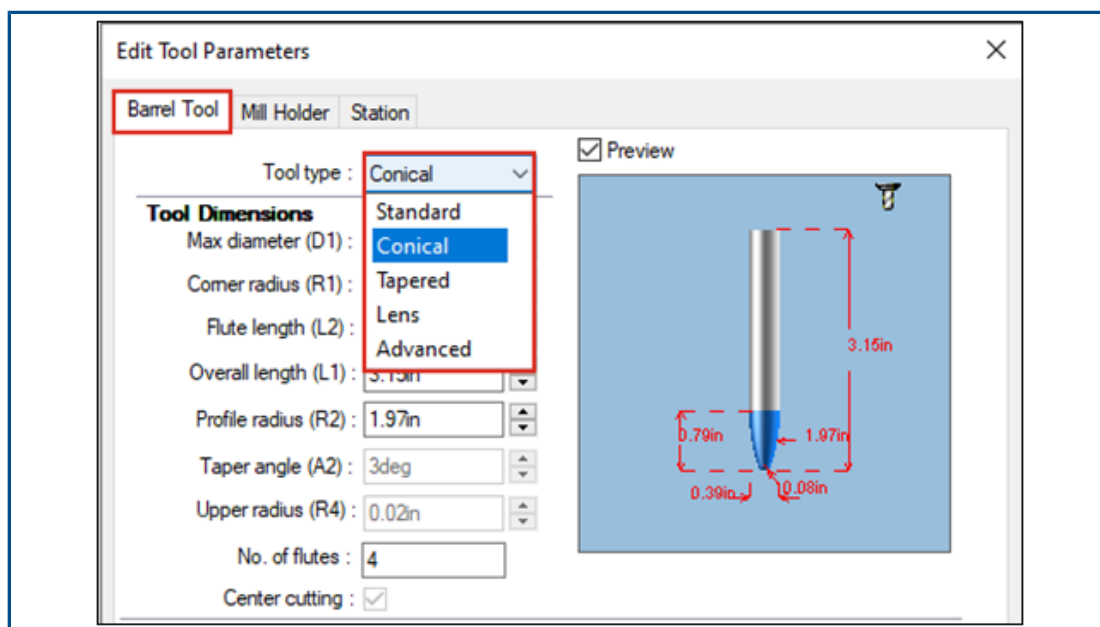 Edit Tool Parameters
Barrel Tool Mill Holder Station
Preview
Tool type : Conical
Standard
Conical
Tapered
Lens
Advanced
Tool Dimensions
Max diameter (D1) :
Corner radius (R1) :
Flute length (L2) :
Overall length (L1) : 3.15in
Profile radius (R2) : 1.97in
Taper angle (A2) : 3deg
Upper radius (R4) : 0.02in
No. of flutes : 4
Center cutting :
3.15in
0.79in
1.97in
0.39in
0.08in